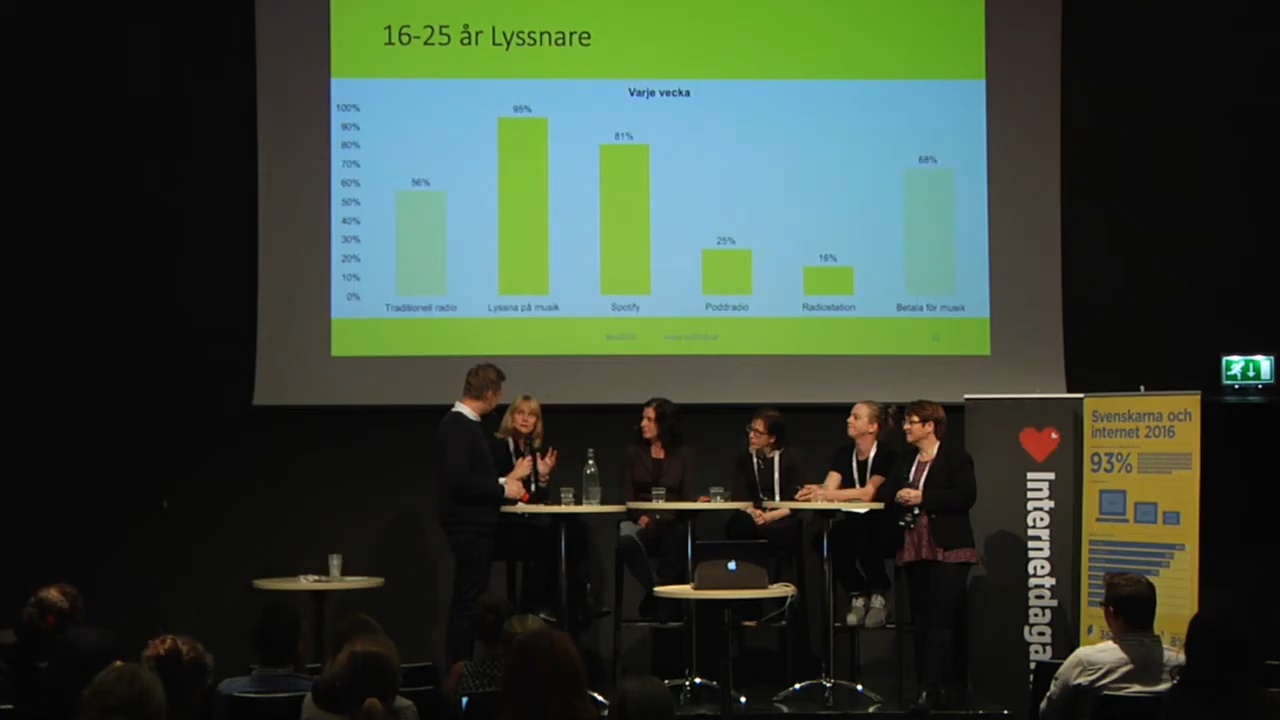 16-25 år Lyssnare
Varje vecka
100%
90%
80%
70%
60%
50%
40%
30%
20%
10%
0%
56%
95%
81%
25%
16%
68%
Traditionell radio
Lyssna på musik
Spotify
Poddradio
Radiostation
Betala för musik
Internetdaga
Svenskarna och
internet 2016
93%